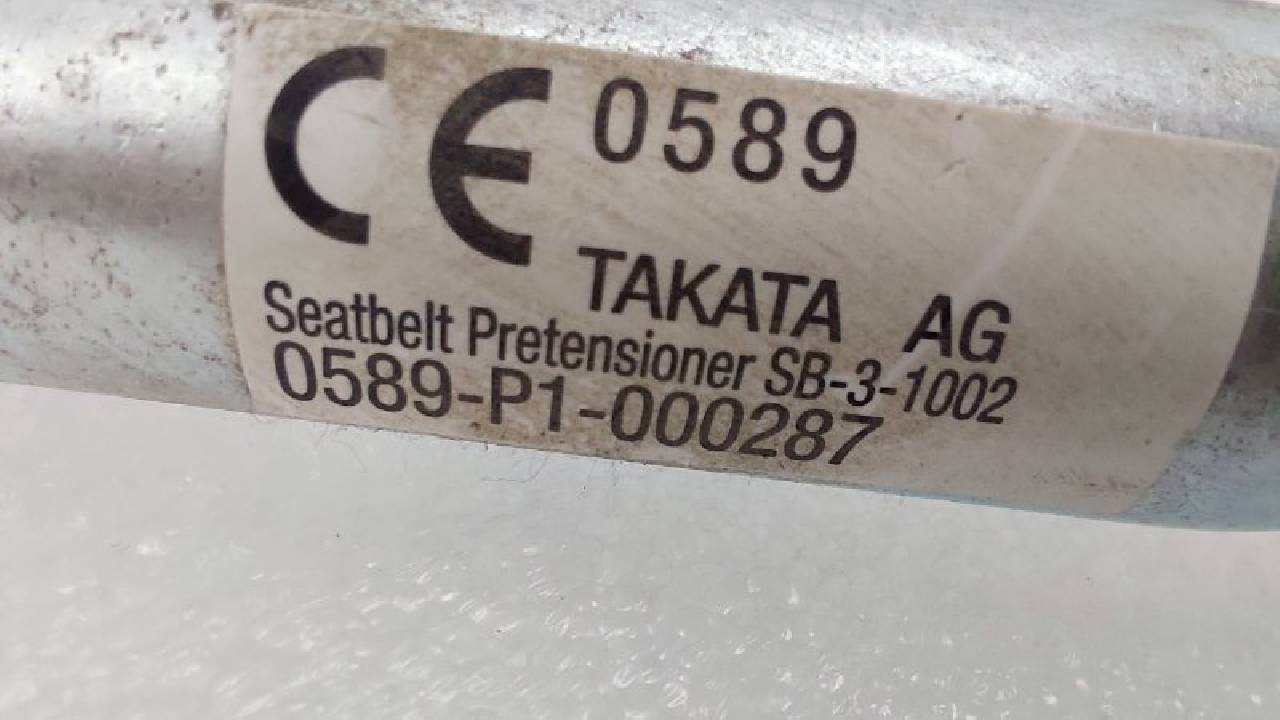 CE 0589
TAKATA AG
Seatbelt Pretensioner SB-3-1002
0589-P1-000287